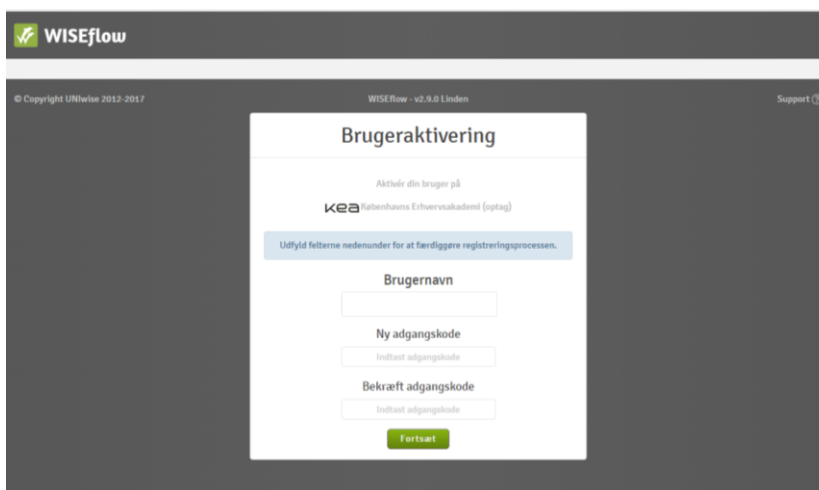 WISEflow
© Copyright UNIwise 2012-2017
WISEflow - v2.9.0 Linden
Support
Brugeraktivering
Aktivér din bruger på
kea Københavns Erhvervsakademi (optag)
Udfyld felterne nedenunder for at færdiggøre registreringsprocessen.
Brugernavn
Ny adgangskode
Indtast adgangskode
Bekræft adgangskode
Indtast adgangskode
Fortsæt